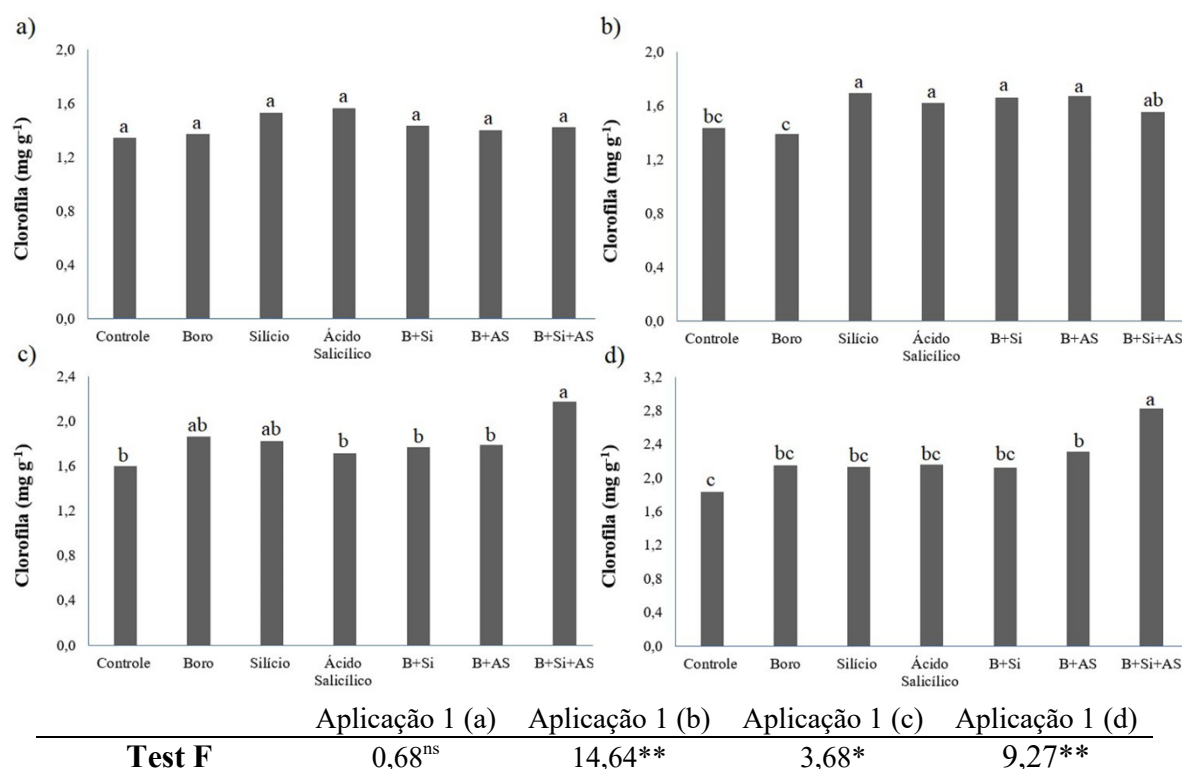 a)
Clorofila (mg g⁻¹)
2,0
1,6
1,2
0,8
0,4
0,0
a a a a a a a
Controle Boro Silício Ácido Salicílico B+Si B+AS B+Si+AS
b)
Clorofila (mg g⁻¹)
2,0
1,6
1,2
0,8
0,4
0,0
bc c a a a a ab
Controle Boro Silício Ácido Salicílico B+Si B+AS B+Si+AS
c)
Clorofila (mg g⁻¹)
2,4
2,0
1,6
1,2
0,8
0,4
0,0
b ab ab b b b a
Controle Boro Silício Ácido Salicílico B+Si B+AS B+Si+AS
d)
Clorofila (mg g⁻¹)
3,2
2,8
2,4
2,0
1,6
1,2
0,8
0,4
0,0
c bc bc bc bc b a
Controle Boro Silício Ácido Salicílico B+Si B+AS B+Si+AS
Aplicação 1 (a) Aplicação 1 (b) Aplicação 1 (c) Aplicação 1 (d)
Test F 0,68ⁿˢ 14,64** 3,68* 9,27**